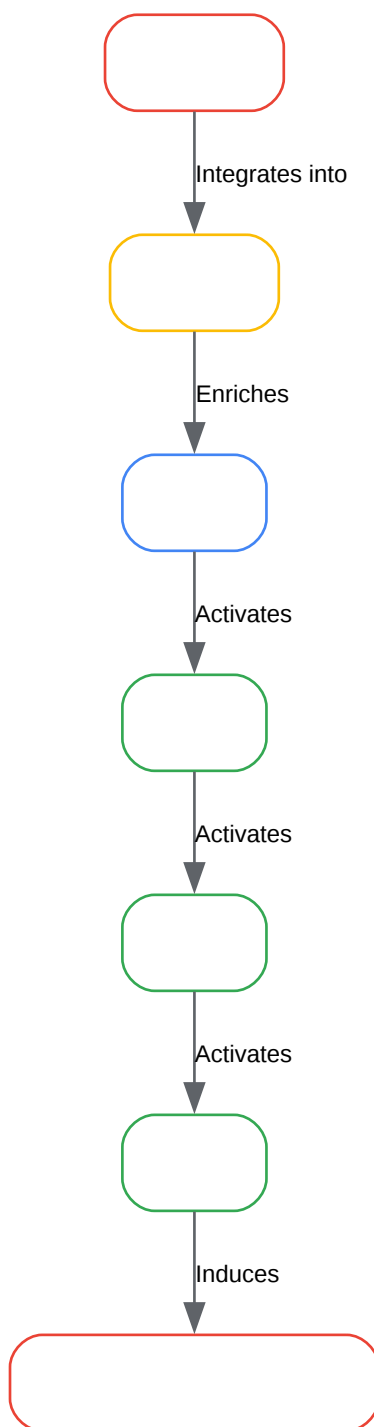 Integrates into
Enriches
Activates
Activates
Activates
Induces